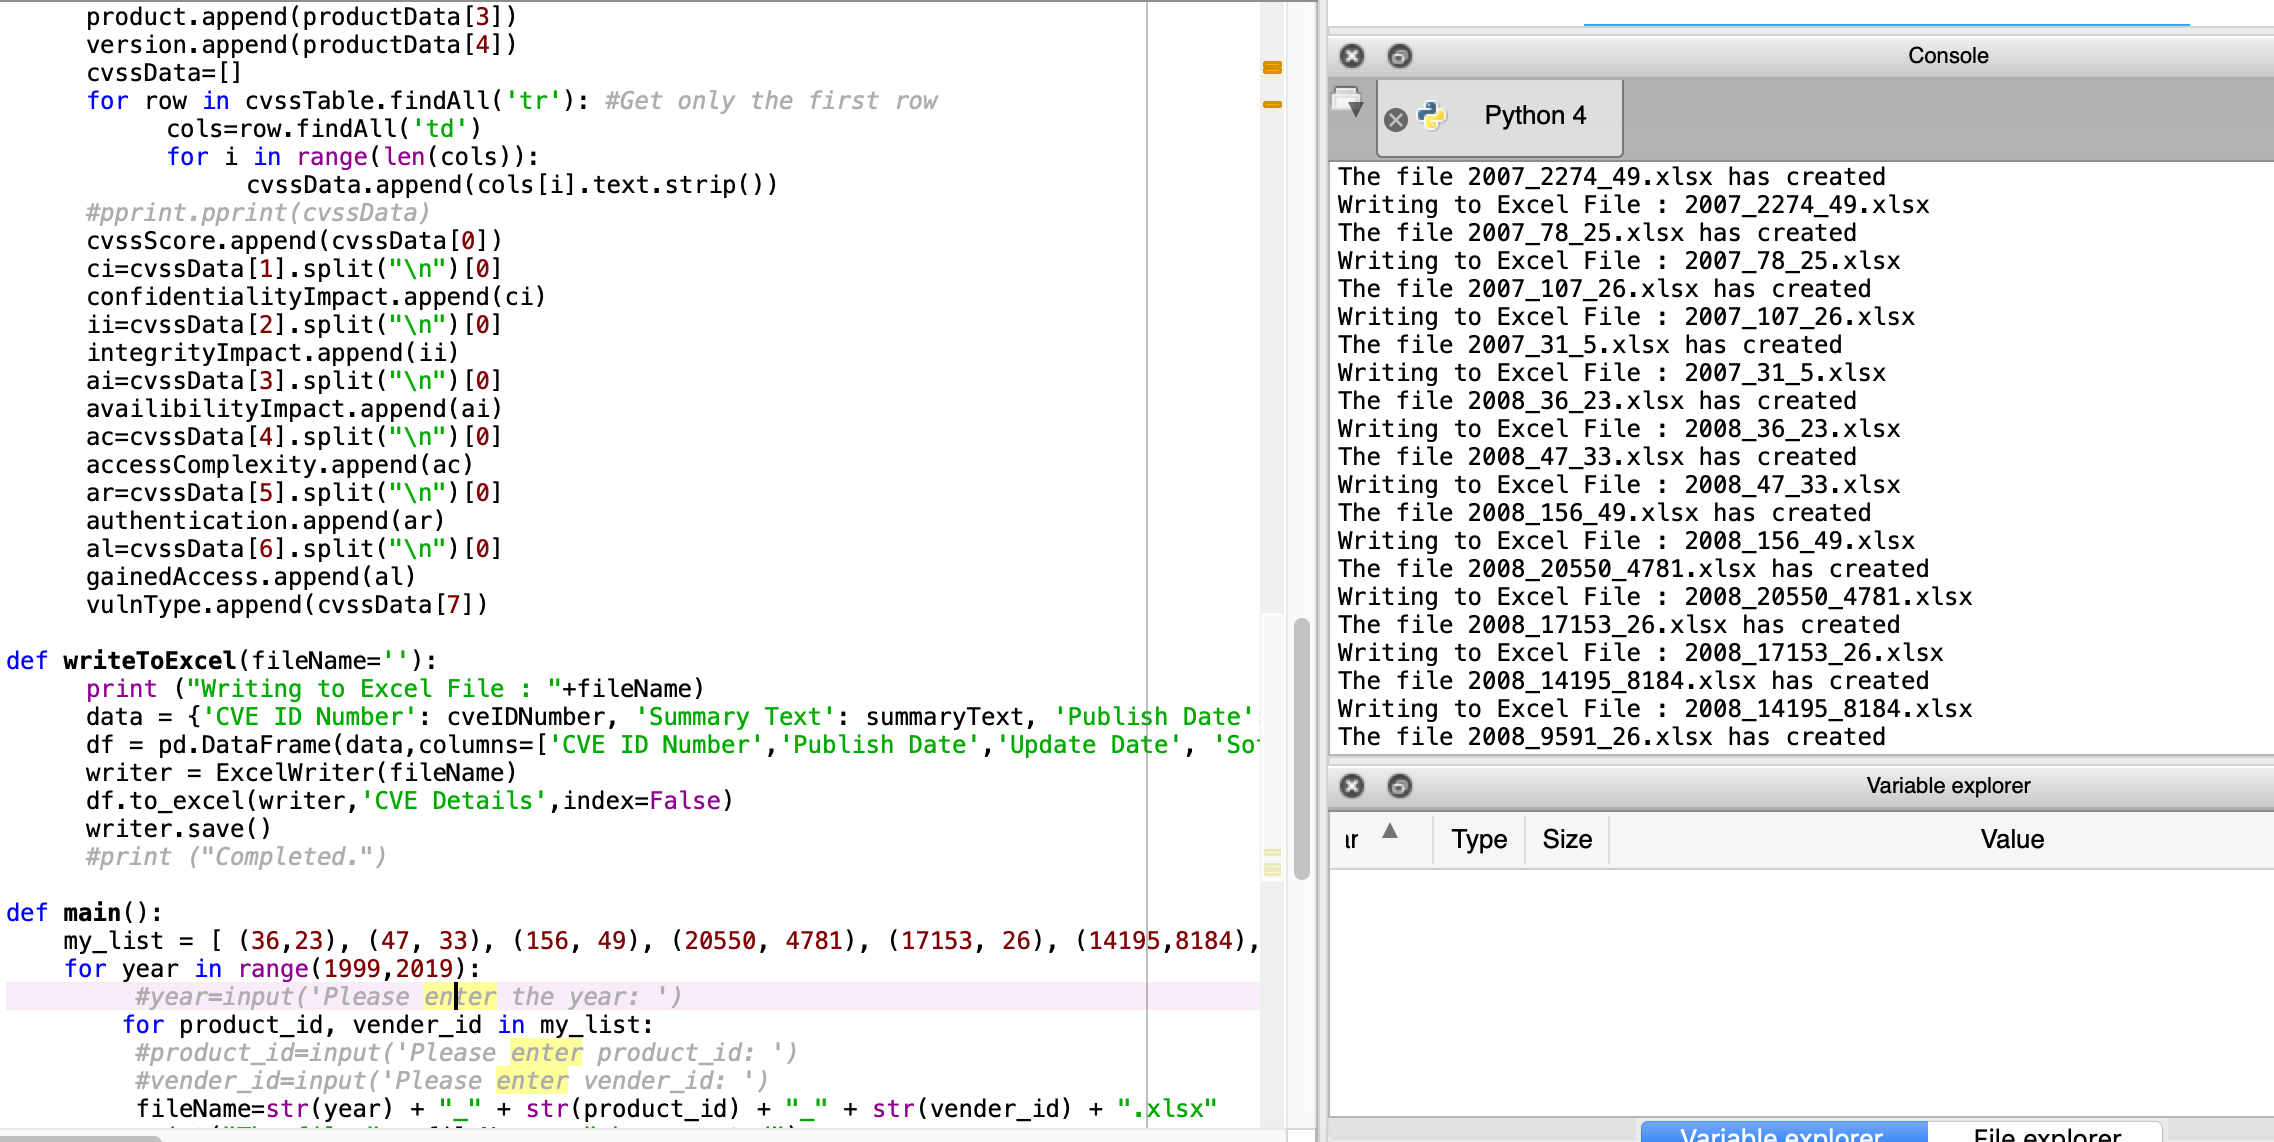 product.append(productData[3])
version.append(productData[4])
cvssData=[]
for row in cvssTable.findAll('tr'): #Get only the first row
cols=row.findAll('td')
for i in range(len(cols)):
cvssData.append(cols[i].text.strip())
#pprint.pprint(cvssData)
cvssScore.append(cvssData[0])
ci=cvssData[1].split("\n")[0]
confidentialityImpact.append(ci)
ii=cvssData[2].split("\n")[0]
integrityImpact.append(ii)
ai=cvssData[3].split("\n")[0]
availibilityImpact.append(ai)
ac=cvssData[4].split("\n")[0]
accessComplexity.append(ac)
ar=cvssData[5].split("\n")[0]
authentication.append(ar)
al=cvssData[6].split("\n")[0]
gainedAccess.append(al)
vulnType.append(cvssData[7])
def writeToExcel(fileName=''):
print ("Writing to Excel File : "+fileName)
data = {'CVE ID Number': cveIDNumber, 'Summary Text': summaryText, 'Publish Date':
df = pd.DataFrame(data,columns=['CVE ID Number','Publish Date','Update Date', 'So
writer = ExcelWriter(fileName)
df.to_excel(writer,'CVE Details',index=False)
writer.save()
#print ("Completed.")
def main():
my_list = [ (36,23), (47, 33), (156, 49), (20550, 4781), (17153, 26), (14195,8184),
for year in range(1999,2019):
#year=input('Please enter the year: ')
for product_id, vender_id in my_list:
#product_id=input('Please enter product_id: ')
#vender_id=input('Please enter vender_id: ')
fileName=str(year) + "_" + str(product_id) + "_" + str(vender_id) + ".xlsx"
Console
Python 4
The file 2007_2274_49.xlsx has created
Writing to Excel File : 2007_2274_49.xlsx
The file 2007_78_25.xlsx has created
Writing to Excel File : 2007_78_25.xlsx
The file 2007_107_26.xlsx has created
Writing to Excel File : 2007_107_26.xlsx
The file 2007_31_5.xlsx has created
Writing to Excel File : 2007_31_5.xlsx
The file 2008_36_23.xlsx has created
Writing to Excel File : 2008_36_23.xlsx
The file 2008_47_33.xlsx has created
Writing to Excel File : 2008_47_33.xlsx
The file 2008_156_49.xlsx has created
Writing to Excel File : 2008_156_49.xlsx
The file 2008_20550_4781.xlsx has created
Writing to Excel File : 2008_20550_4781.xlsx
The file 2008_17153_26.xlsx has created
Writing to Excel File : 2008_17153_26.xlsx
The file 2008_14195_8184.xlsx has created
Writing to Excel File : 2008_14195_8184.xlsx
The file 2008_9591_26.xlsx has created
Variable explorer
ar Type Size Value
Variable explorer File explorer